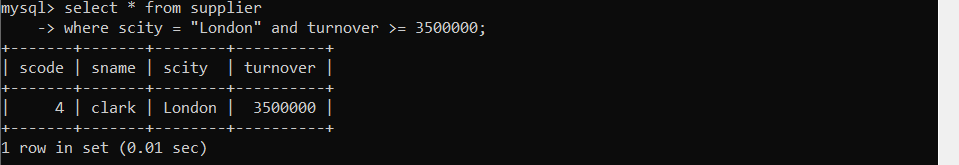 mysql> select * from supplier
    -> where scity = "London" and turnover >= 3500000;
+-------+-------+--------+----------+
| scode | sname | scity  | turnover |
+-------+-------+--------+----------+
|     4 | clark | London |  3500000 |
+-------+-------+--------+----------+
1 row in set (0.01 sec)